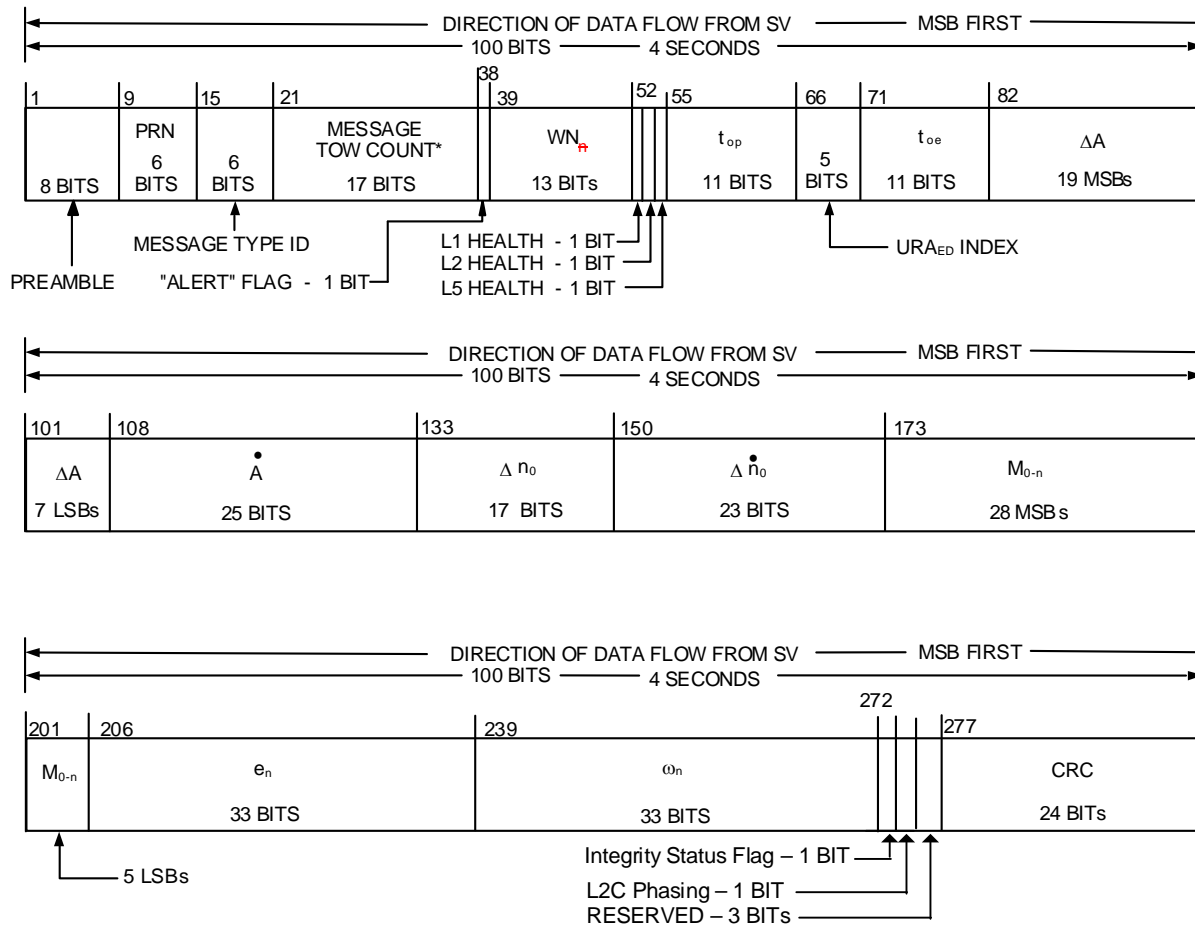 DIRECTION OF DATA FLOW FROM SV MSB FIRST
100 BITS 4 SECONDS
1 9 15 21 38 39 52 55 66 71 82
PRN
6
BITS
6
BITS
8 BITS
MESSAGE
TOW COUNT*
17 BITS
WNn
13 BITs
top
11 BITS
5
BITS
toe
11 BITS
ΔA
19 MSBs
MESSAGE TYPE ID
PREAMBLE
"ALERT" FLAG - 1 BIT
L1 HEALTH - 1 BIT
L2 HEALTH - 1 BIT
L5 HEALTH - 1 BIT
URAED INDEX
DIRECTION OF DATA FLOW FROM SV MSB FIRST
100 BITS 4 SECONDS
101 108 133 150 173
ΔA
7 LSBs
Ȧ
25 BITS
Δ n0
17 BITS
Δ ṅ0
23 BITS
M0-n
28 MSBs
DIRECTION OF DATA FLOW FROM SV MSB FIRST
100 BITS 4 SECONDS
201 206 239 272 277
M0-n
en
33 BITS
ωn
33 BITS
CRC
24 BITs
5 LSBs
Integrity Status Flag – 1 BIT
L2C Phasing – 1 BIT
RESERVED – 3 BITs